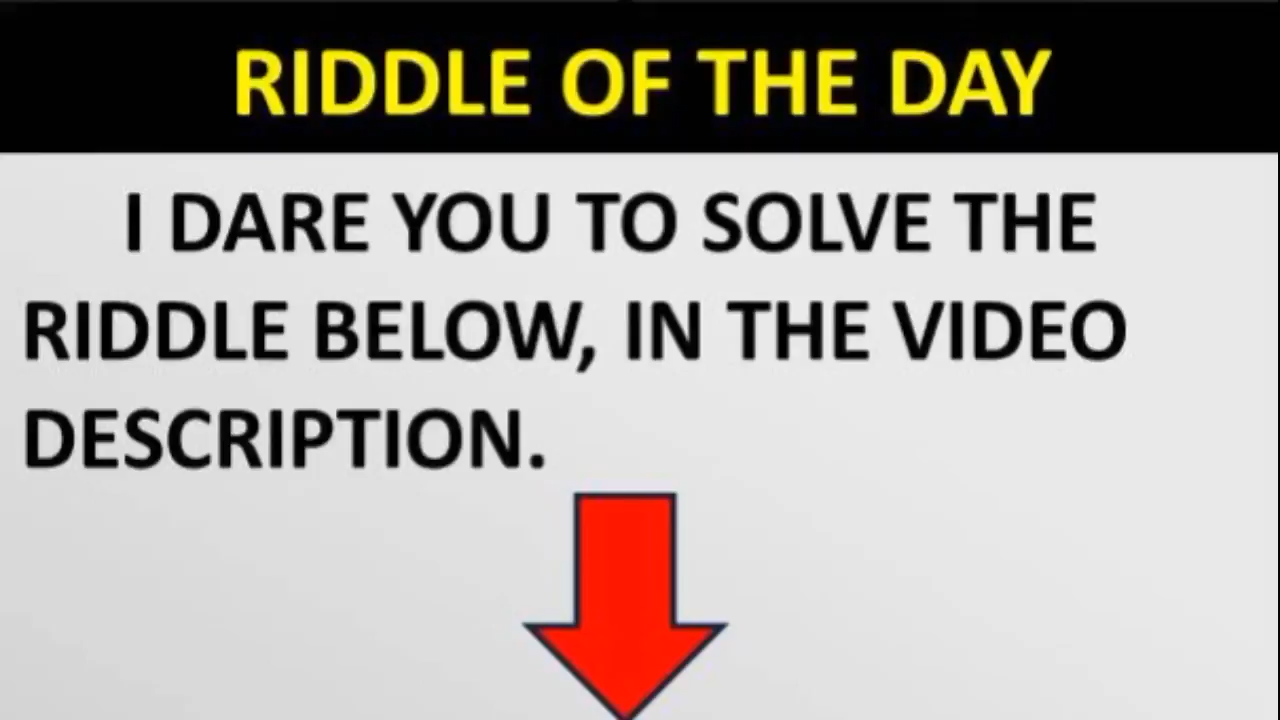 RIDDLE OF THE DAY
I DARE YOU TO SOLVE THE
RIDDLE BELOW, IN THE VIDEO
DESCRIPTION.